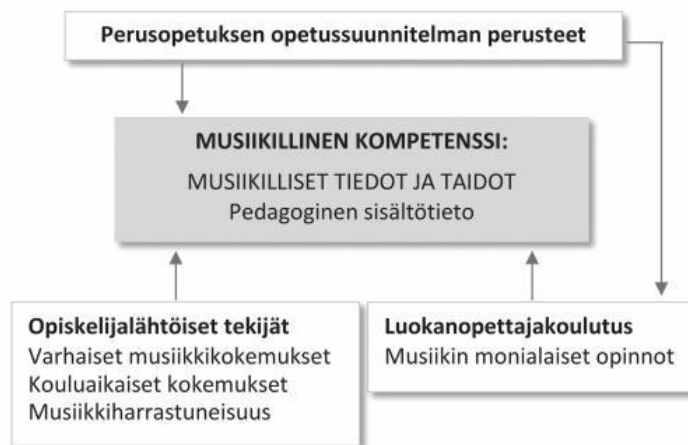 Perusopetuksen opetussuunnitelman perusteet
MUSIIKILLINEN KOMPETENSSI:
MUSIIKILLISET TIEDOT JA TAIDOT
Pedagoginen sisältötieto
Opiskelijalähtöiset tekijät
Varhaiset musiikkikokemukset
Kouluaikaiset kokemukset
Musiikkiharrastuneisuus
Luokanopettajakoulutus
Musiikin monialaiset opinnot